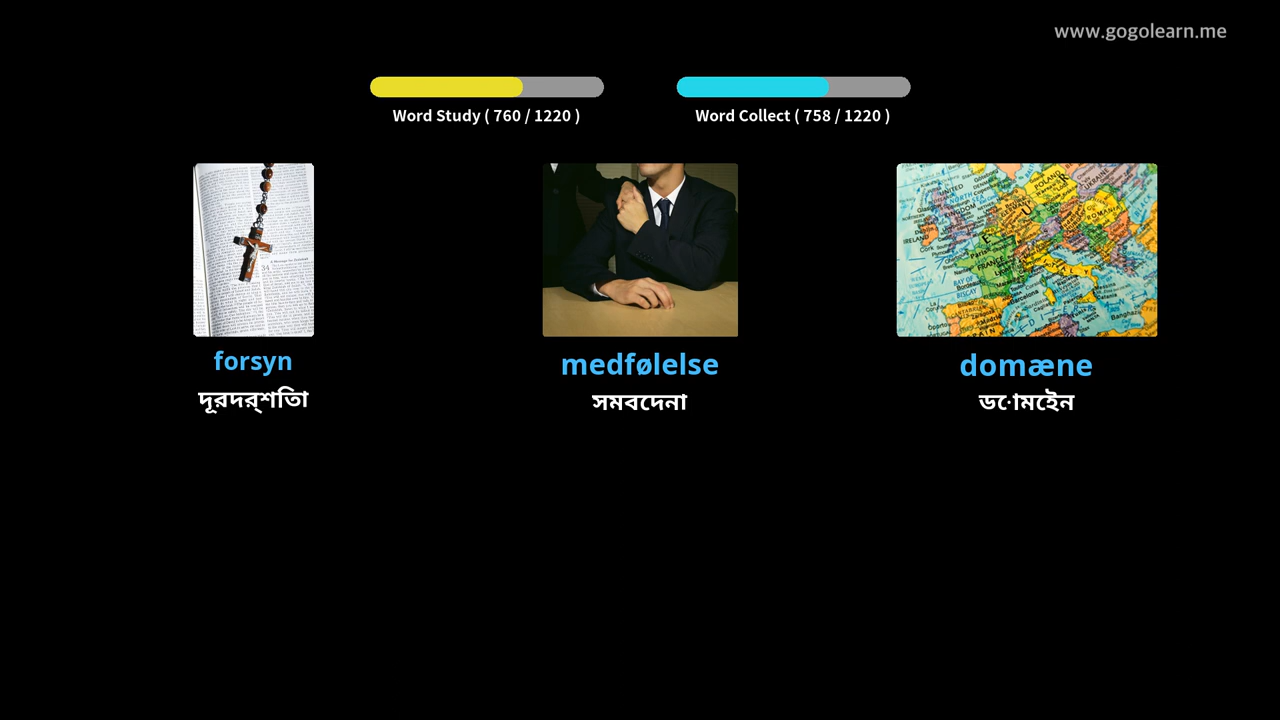 www.gogolearn.me
Word Study ( 760 / 1220 )
Word Collect ( 758 / 1220 )
forsyn
দূরদর্শিতা
medfølelse
সমবেদনা
domæne
ডোমেইন